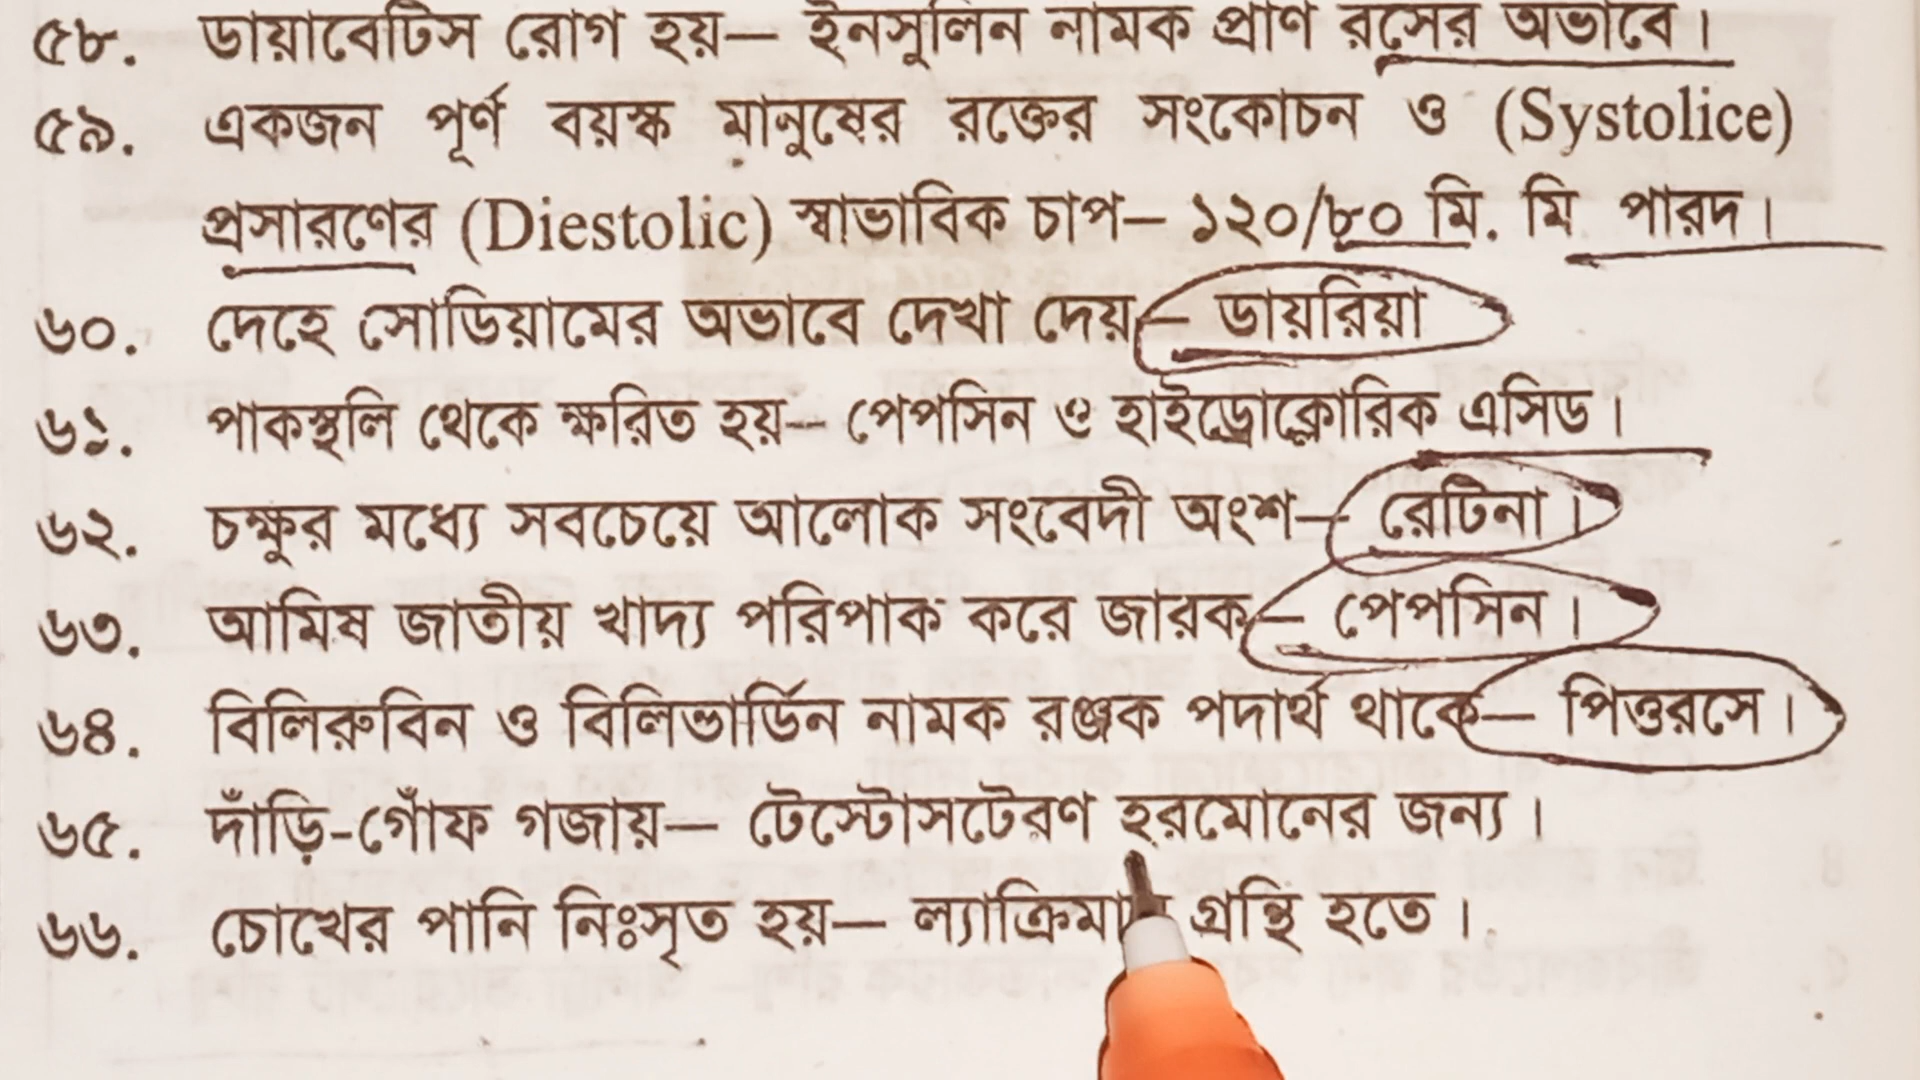 ৫৮. ডায়াবেটিস রোগ হয়— ইনসুলিন নামক প্রাণ রসের অভাবে।
৫৯. একজন পূর্ণ বয়স্ক মানুষের রক্তের সংকোচন ও (Systolice)
প্রসারণের (Diestolic) স্বাভাবিক চাপ– ১২০/৮০ মি. মি পারদ।
৬০. দেহে সোডিয়ামের অভাবে দেখা দেয়— ডায়রিয়া
৬১. পাকস্থলি থেকে ক্ষরিত হয়— পেপসিন ও হাইড্রোক্লোরিক এসিড।
৬২. চক্ষুর মধ্যে সবচেয়ে আলোক সংবেদী অংশ— রেটিনা।
৬৩. আমিষ জাতীয় খাদ্য পরিপাক করে জারক— পেপসিন।
৬৪. বিলিরুবিন ও বিলিভার্ডিন নামক রঞ্জক পদার্থ থাকে— পিত্তরসে।
৬৫. দাঁড়ি-গোঁফ গজায়— টেস্টোসটেরণ হরমোনের জন্য।
৬৬. চোখের পানি নিঃসৃত হয়— গ্রন্থি হতে।